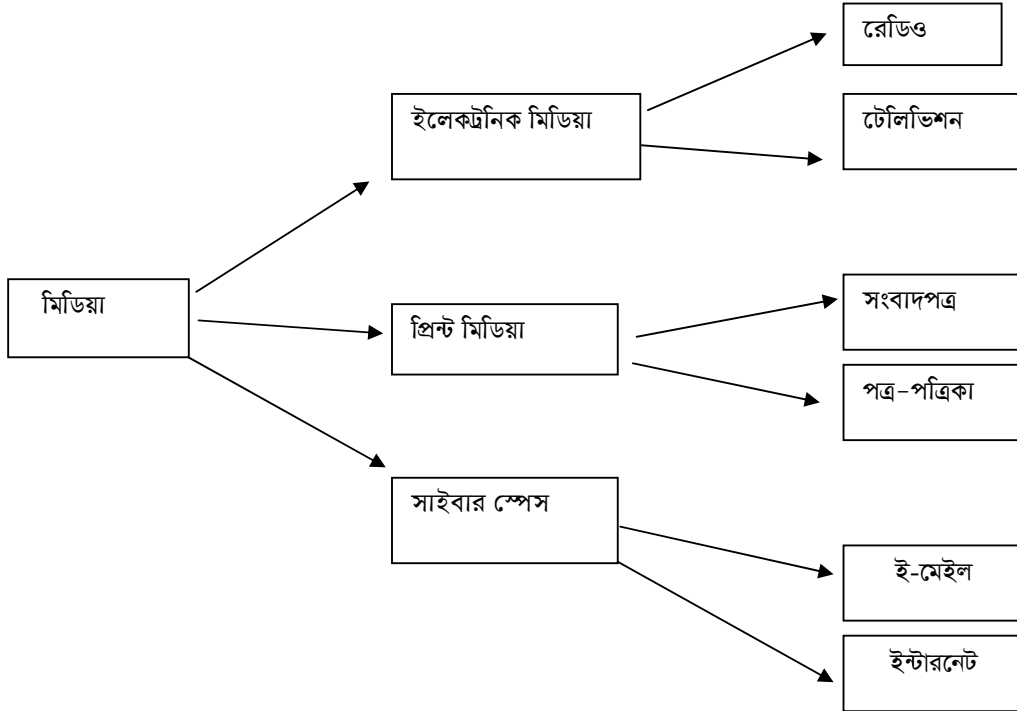 রেডিও
ইলেকট্রনিক মিডিয়া
টেলিভিশন
মিডিয়া
প্রিন্ট মিডিয়া
সংবাদপত্র
পত্র-পত্রিকা
সাইবার স্পেস
ই-মেইল
ইন্টারনেট